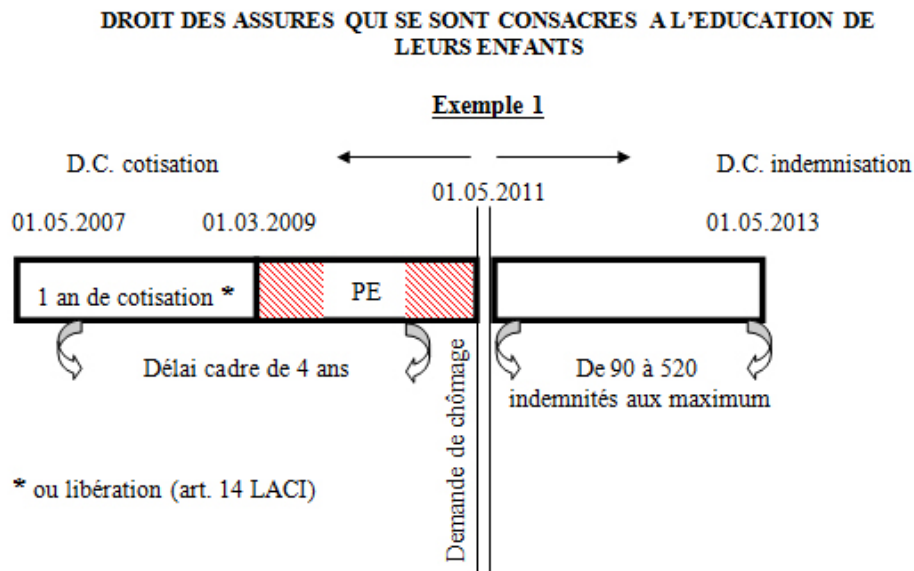 DROIT DES ASSURES QUI SE SONT CONSACRES A L'EDUCATION DE
LEURS ENFANTS
Exemple 1
D.C. cotisation
D.C. indemnisation
01.05.2011
01.05.2007
01.03.2009
01.05.2013
1 an de cotisation *
PE
Délai cadre de 4 ans
Demande de chômage
De 90 à 520
indemnités aux maximum
* ou libération (art. 14 LACI)